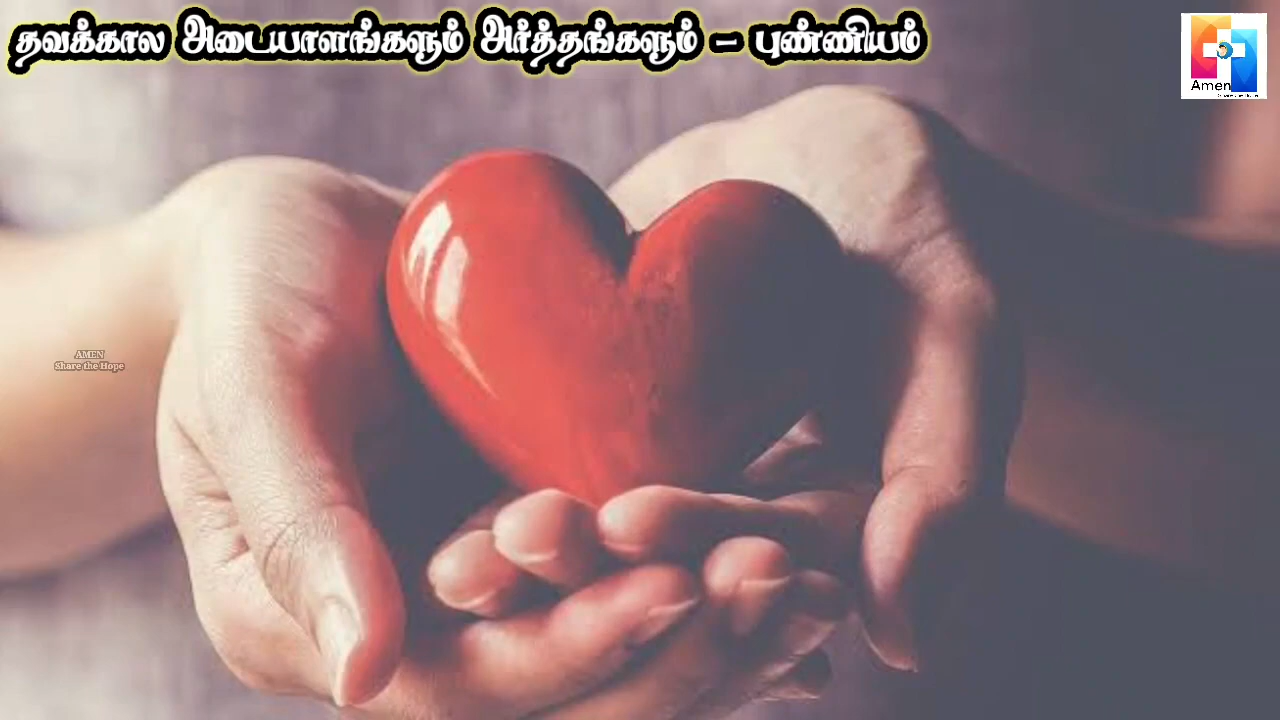 தவக்கால அடையாளங்களும் அர்த்தங்களும் – புண்ணியம்
Amen
AMEN
Share the Hope